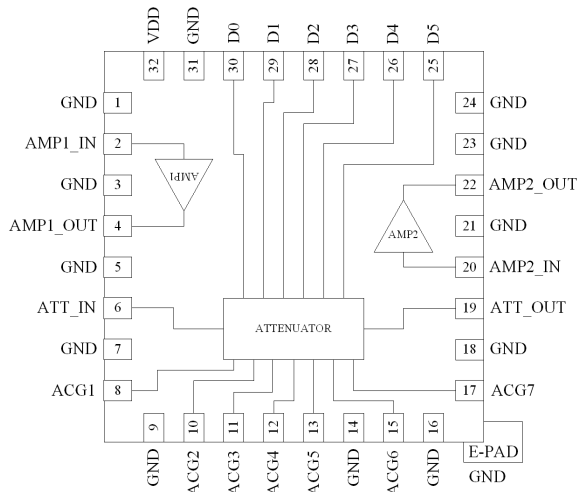 VDD GND D0 D1 D2 D3 D4 D5
32 31 30 29 28 27 26 25
GND 1
24 GND
AMP1_IN 2
23 GND
GND 3
AMP1
22 AMP2_OUT
AMP1_OUT 4
AMP2
21 GND
GND 5
20 AMP2_IN
ATT_IN 6
ATTENUATOR
19 ATT_OUT
GND 7
18 GND
ACG1 8
17 ACG7
9 10 11 12 13 14 15 16
GND ACG2 ACG3 ACG4 ACG5 GND ACG6 GND
E-PAD
GND